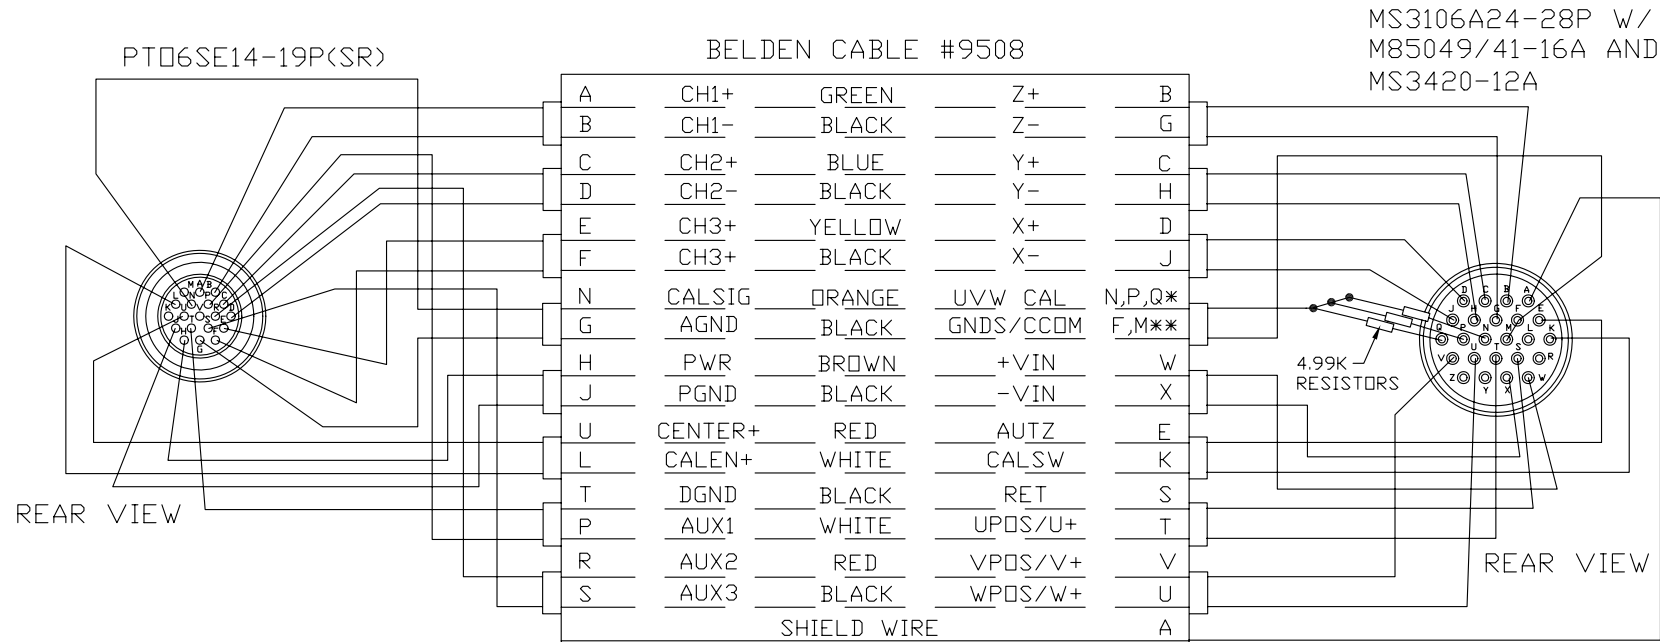 MS3106A24-28P W/
M85049/41-16A AND
MS3420-12A
PT06SE14-19P(SR)
BELDEN CABLE #9508
A CH1+ GREEN Z+ B
B CH1- BLACK Z- G
C CH2+ BLUE Y+ C
D CH2- BLACK Y- H
E CH3+ YELLOW X+ D
F CH3+ BLACK X- J
N CALSIG ORANGE UVW CAL N,P,Q*
G AGND BLACK GNDS/CCOM F,M**
H PWR BROWN +VIN W
J PGND BLACK -VIN X
U CENTER+ RED AUTZ E
L CALEN+ WHITE CALSW K
T DGND BLACK RET S
P AUX1 WHITE UPOS/U+ T
R AUX2 RED VPOS/V+ V
S AUX3 BLACK WPOS/W+ U
SHIELD WIRE A
M A B
L N P C
K U V R D
J T S E
H F
G
REAR VIEW
4.99K
RESISTORS
D C B A
J H G F E
Q P N M L K
U T S
V R
Z Y X W
REAR VIEW